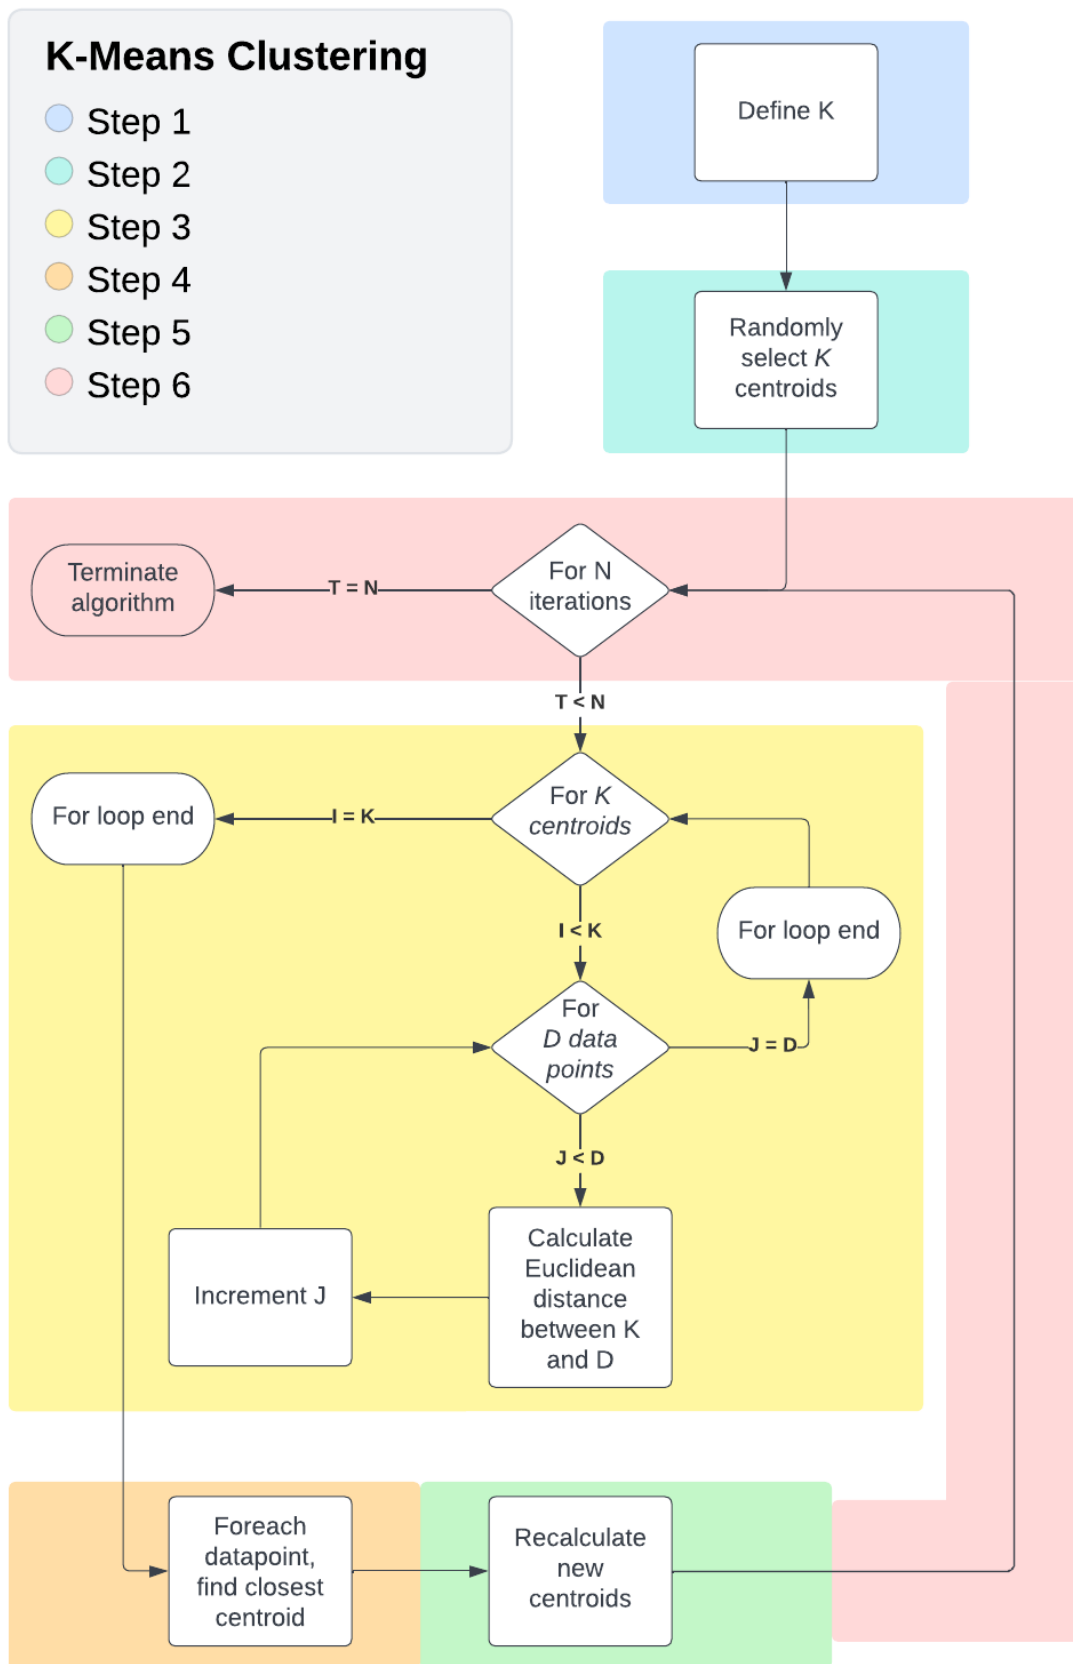 K-Means Clustering
Step 1
Step 2
Step 3
Step 4
Step 5
Step 6
Define K
Randomly
select K
centroids
Terminate
algorithm
T = N
For N
iterations
T < N
For loop end
I = K
For K
centroids
I < K
For loop end
For
D data
points
J = D
J < D
Increment J
Calculate
Euclidean
distance
between K
and D
Foreach
datapoint,
find closest
centroid
Recalculate
new
centroids